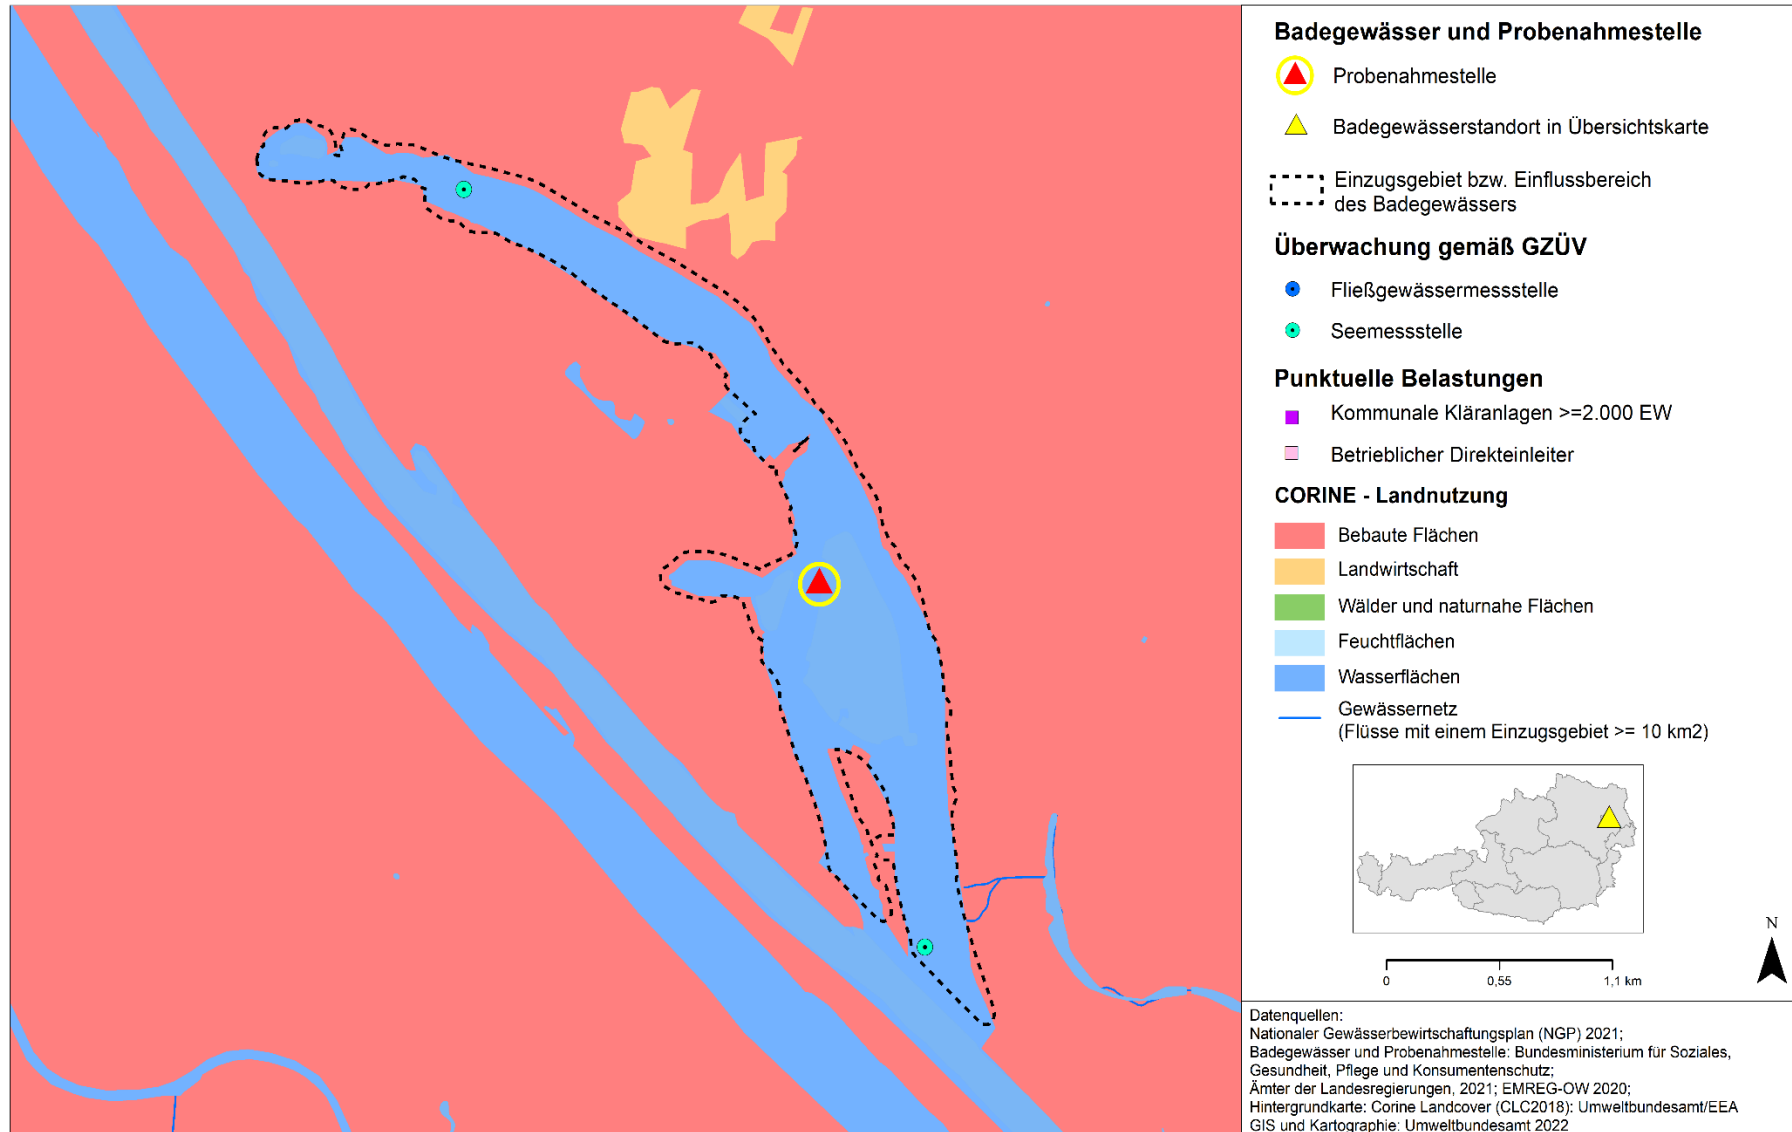 Badegewässer und Probenahmestelle
Probenahmestelle
Badegewässerstandort in Übersichtskarte
Einzugsgebiet bzw. Einflussbereich
des Badegewässers
Überwachung gemäß GZÜV
Fließgewässermessstelle
Seemessstelle
Punktuelle Belastungen
Kommunale Kläranlagen >=2.000 EW
Betrieblicher Direkteinleiter
CORINE - Landnutzung
Bebaute Flächen
Landwirtschaft
Wälder und naturnahe Flächen
Feuchtflächen
Wasserflächen
Gewässernetz
(Flüsse mit einem Einzugsgebiet >= 10 km2)
N
0 0,55 1,1 km
Datenquellen:
Nationaler Gewässerbewirtschaftungsplan (NGP) 2021;
Badegewässer und Probenahmestelle: Bundesministerium für Soziales,
Gesundheit, Pflege und Konsumentenschutz;
Ämter der Landesregierungen, 2021; EMREG-OW 2020;
Hintergrundkarte: Corine Landcover (CLC2018): Umweltbundesamt/EEA
GIS und Kartographie: Umweltbundesamt 2022